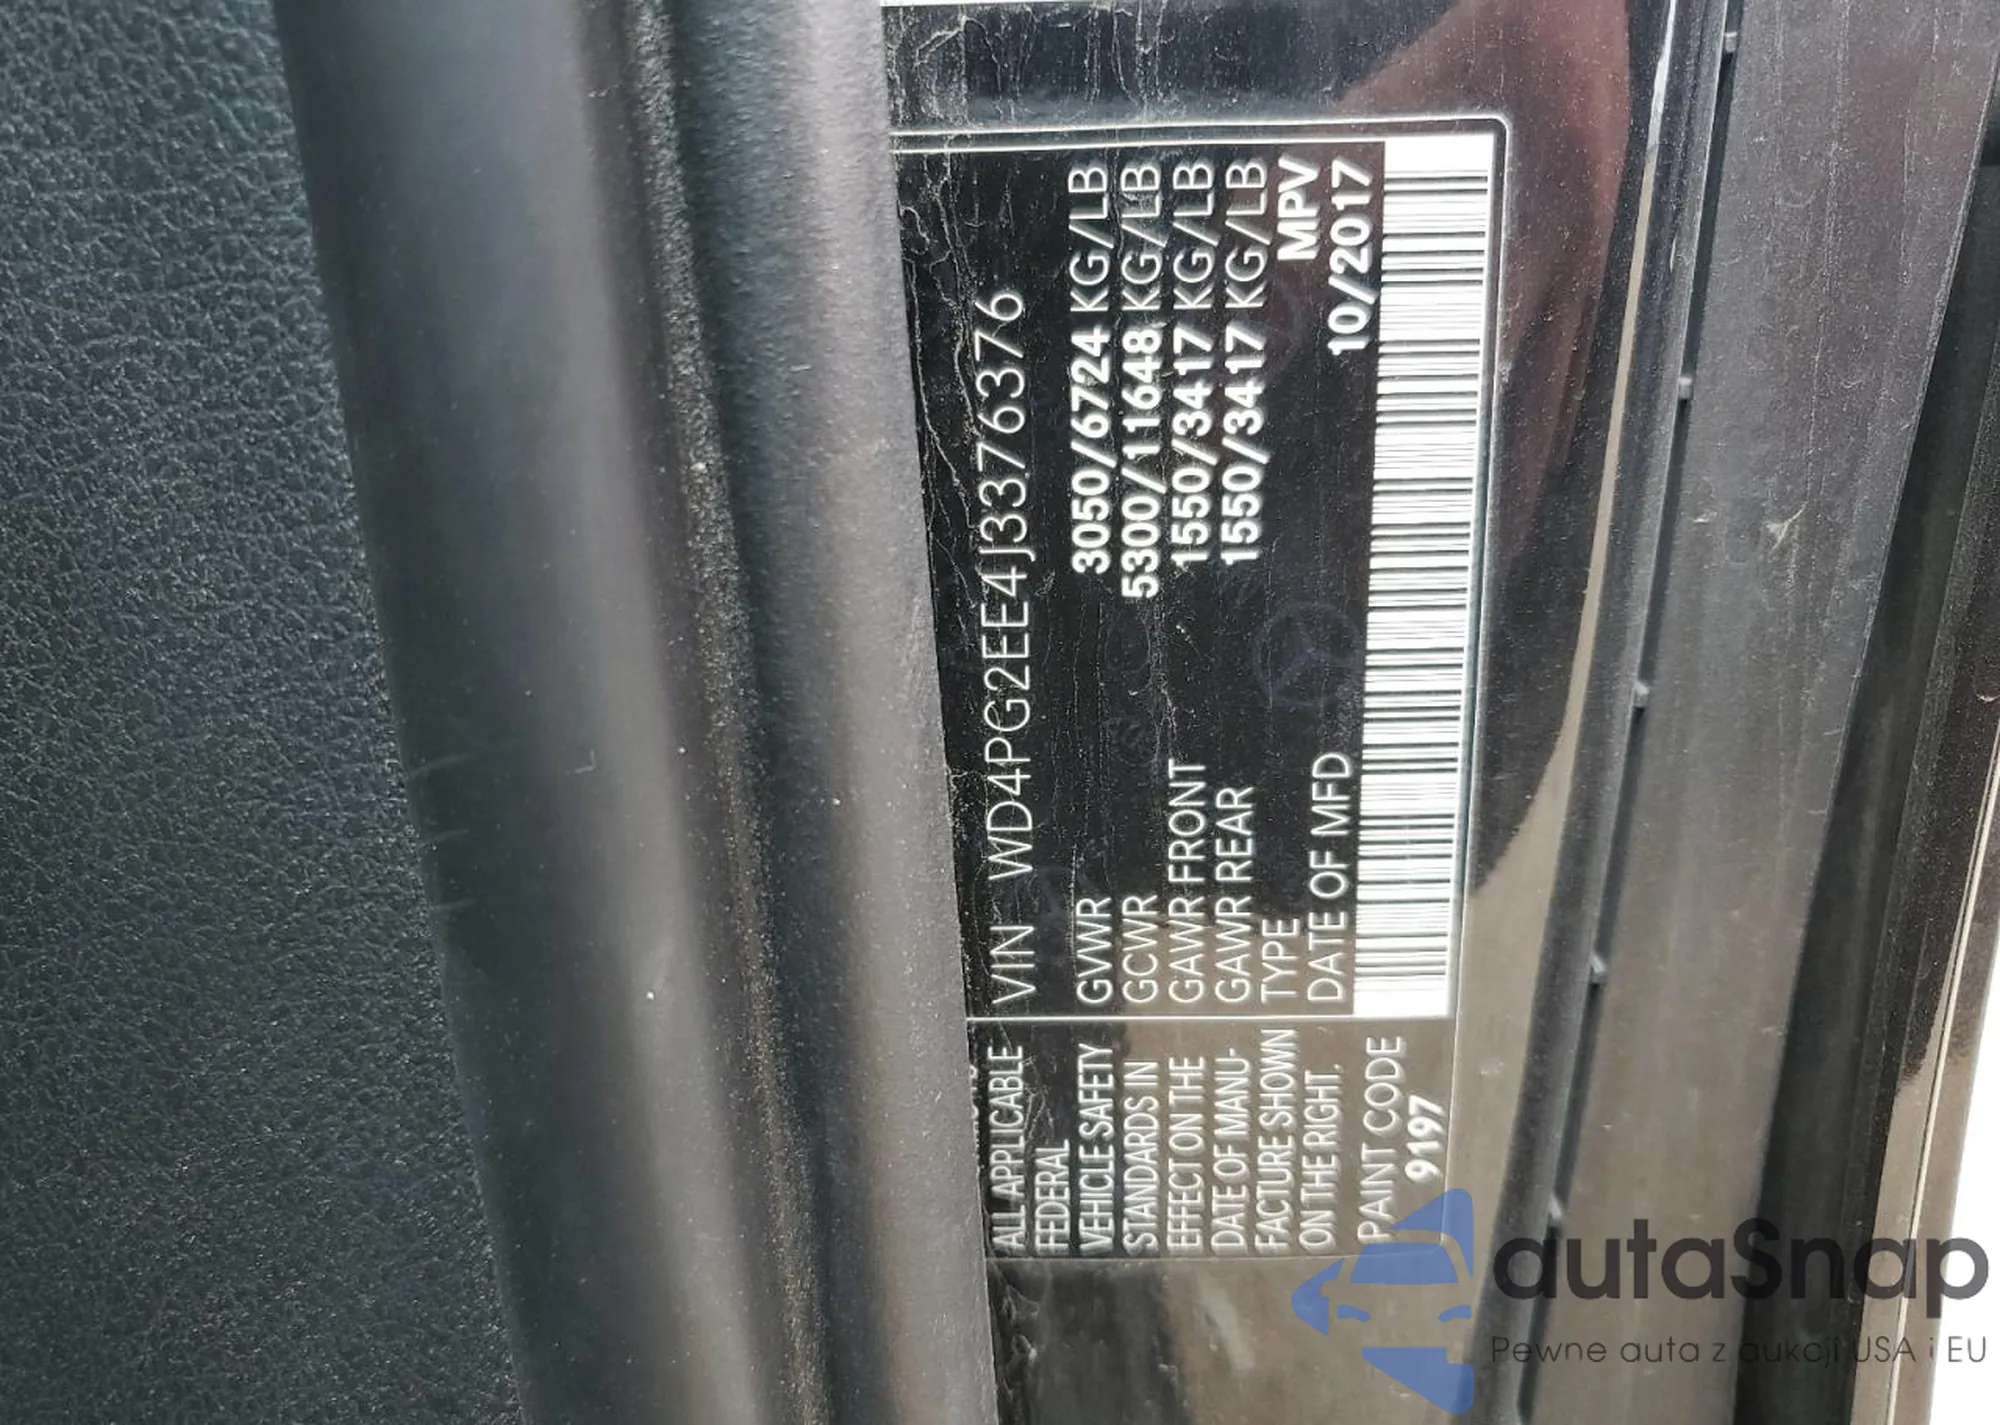 VIN WD4PG2EE4J3376376
GVWR 3050/6724 KG/LB
GCWR 5300/11648 KG/LB
GAWR FRONT 1550/3417 KG/LB
GAWR REAR 1550/3417 KG/LB
TYPE MPV
DATE OF MFD 10/2017
ALL APPLICABLE
FEDERAL
VEHICLE SAFETY
STANDARDS IN
EFFECT ON THE
DATE OF MANU-
FACTURE SHOWN
ON THE RIGHT.
PAINT CODE
9197
autaSnap
Pewne auta z aukcji USA i EU